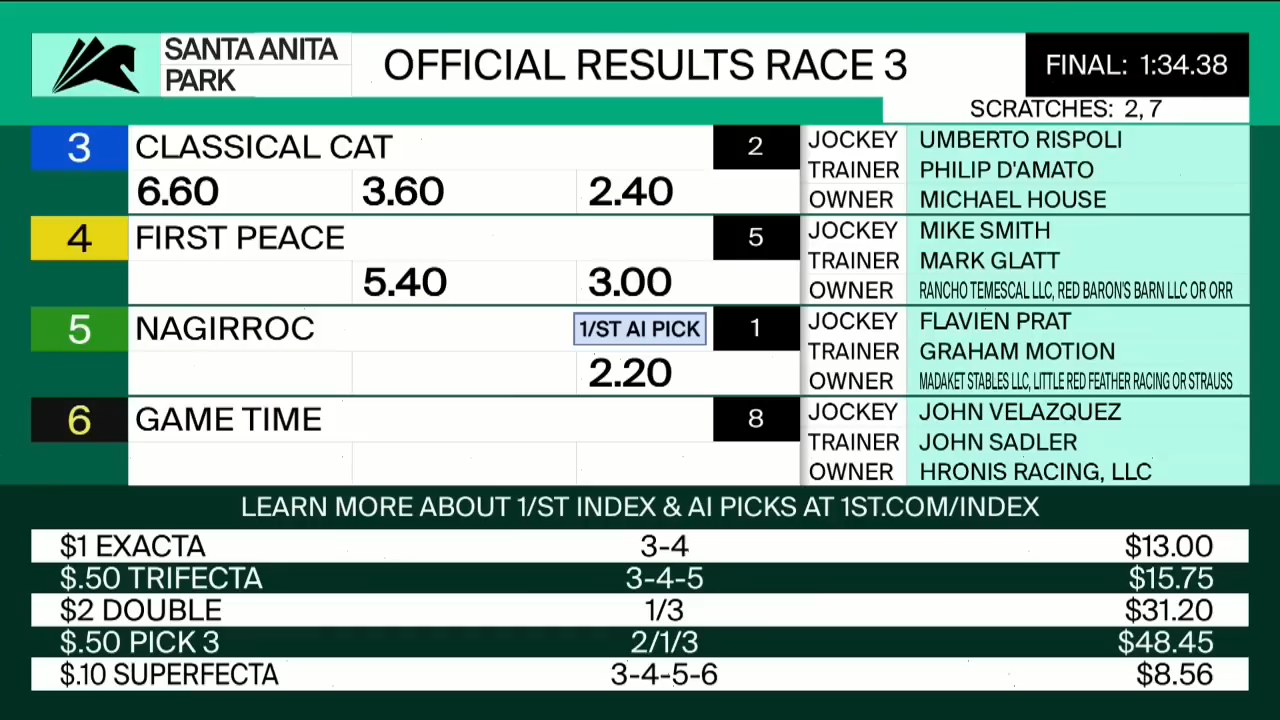 SANTA ANITA PARK
OFFICIAL RESULTS RACE 3
FINAL: 1:34.38
SCRATCHES: 2, 7
3 CLASSICAL CAT 2
6.60 3.60 2.40
JOCKEY UMBERTO RISPOLI
TRAINER PHILIP D'AMATO
OWNER MICHAEL HOUSE
4 FIRST PEACE 5
5.40 3.00
JOCKEY MIKE SMITH
TRAINER MARK GLATT
OWNER RANCHO TEMESCAL LLC, RED BARON'S BARN LLC OR ORR
5 NAGIRROC 1/ST AI PICK 1
2.20
JOCKEY FLAVIEN PRAT
TRAINER GRAHAM MOTION
OWNER MADAKET STABLES LLC, LITTLE RED FEATHER RACING OR STRAUSS
6 GAME TIME 8
JOCKEY JOHN VELAZQUEZ
TRAINER JOHN SADLER
OWNER HRONIS RACING, LLC
LEARN MORE ABOUT 1/ST INDEX & AI PICKS AT 1ST.COM/INDEX
$1 EXACTA 3-4 $13.00
$.50 TRIFECTA 3-4-5 $15.75
$2 DOUBLE 1/3 $31.20
$.50 PICK 3 2/1/3 $48.45
$.10 SUPERFECTA 3-4-5-6 $8.56